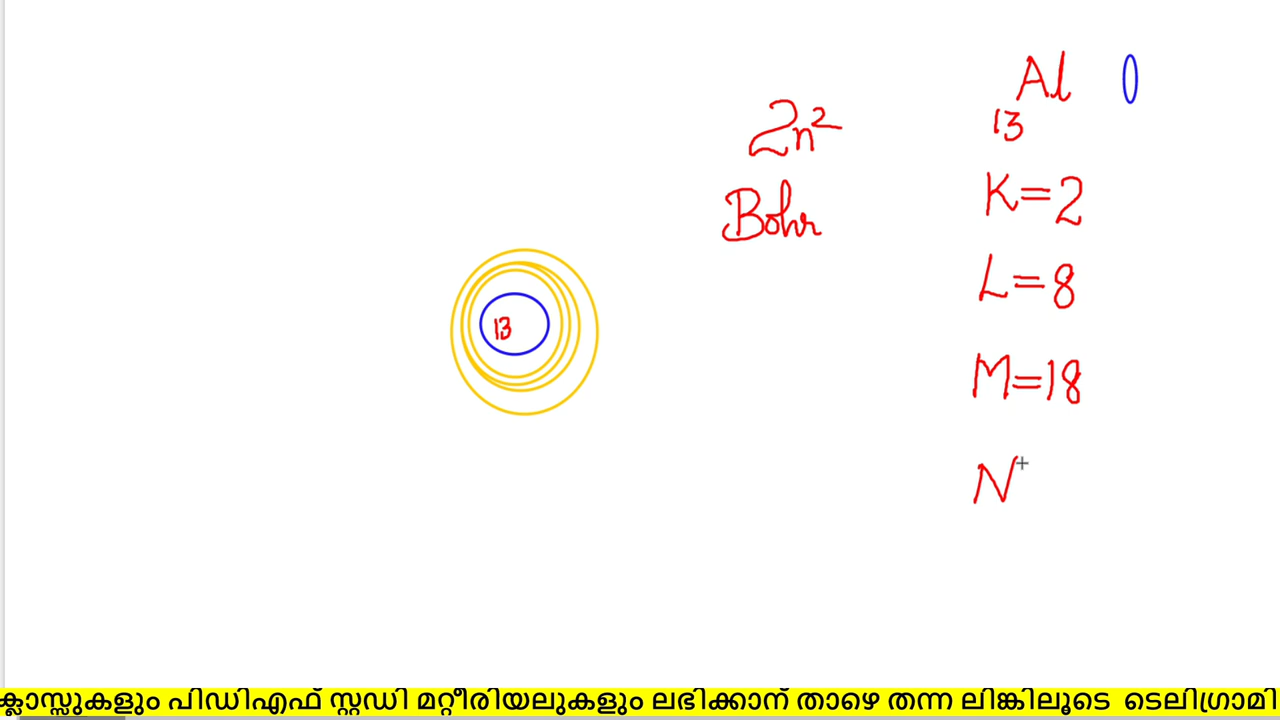 Al 0
2n²
13
Bohr
K=2
L=8
13
M=18
N
ക്ലാസ്സുകളും പിഡിഎഫ് സ്റ്റഡി മറ്റീരിയലുകളും ലഭിക്കാന് താഴെ തന്ന ലിങ്കിലൂടെ ടെലിഗ്രാമി